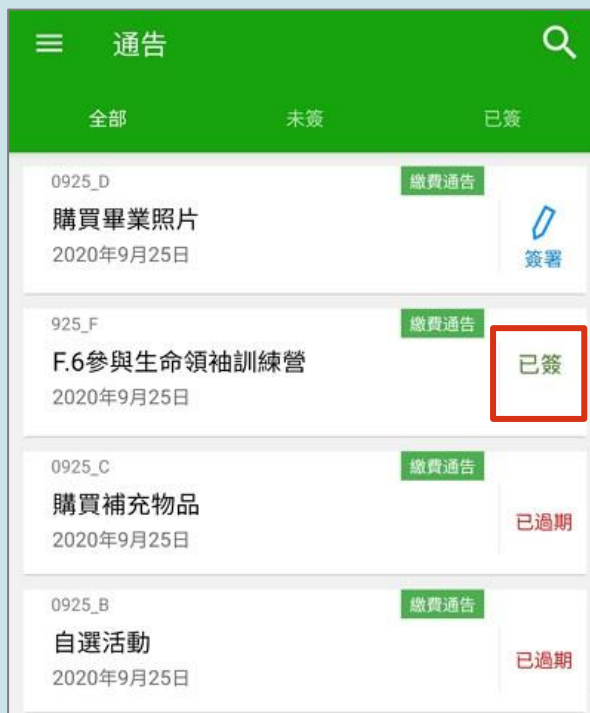 通告
全部 未簽 已簽
0925_D 繳費通告
購買畢業照片
2020年9月25日
簽署
925_F 繳費通告
F.6參與生命領袖訓練營
2020年9月25日
已簽
0925_C 繳費通告
購買補充物品
2020年9月25日
已過期
0925_B 繳費通告
自選活動
2020年9月25日
已過期